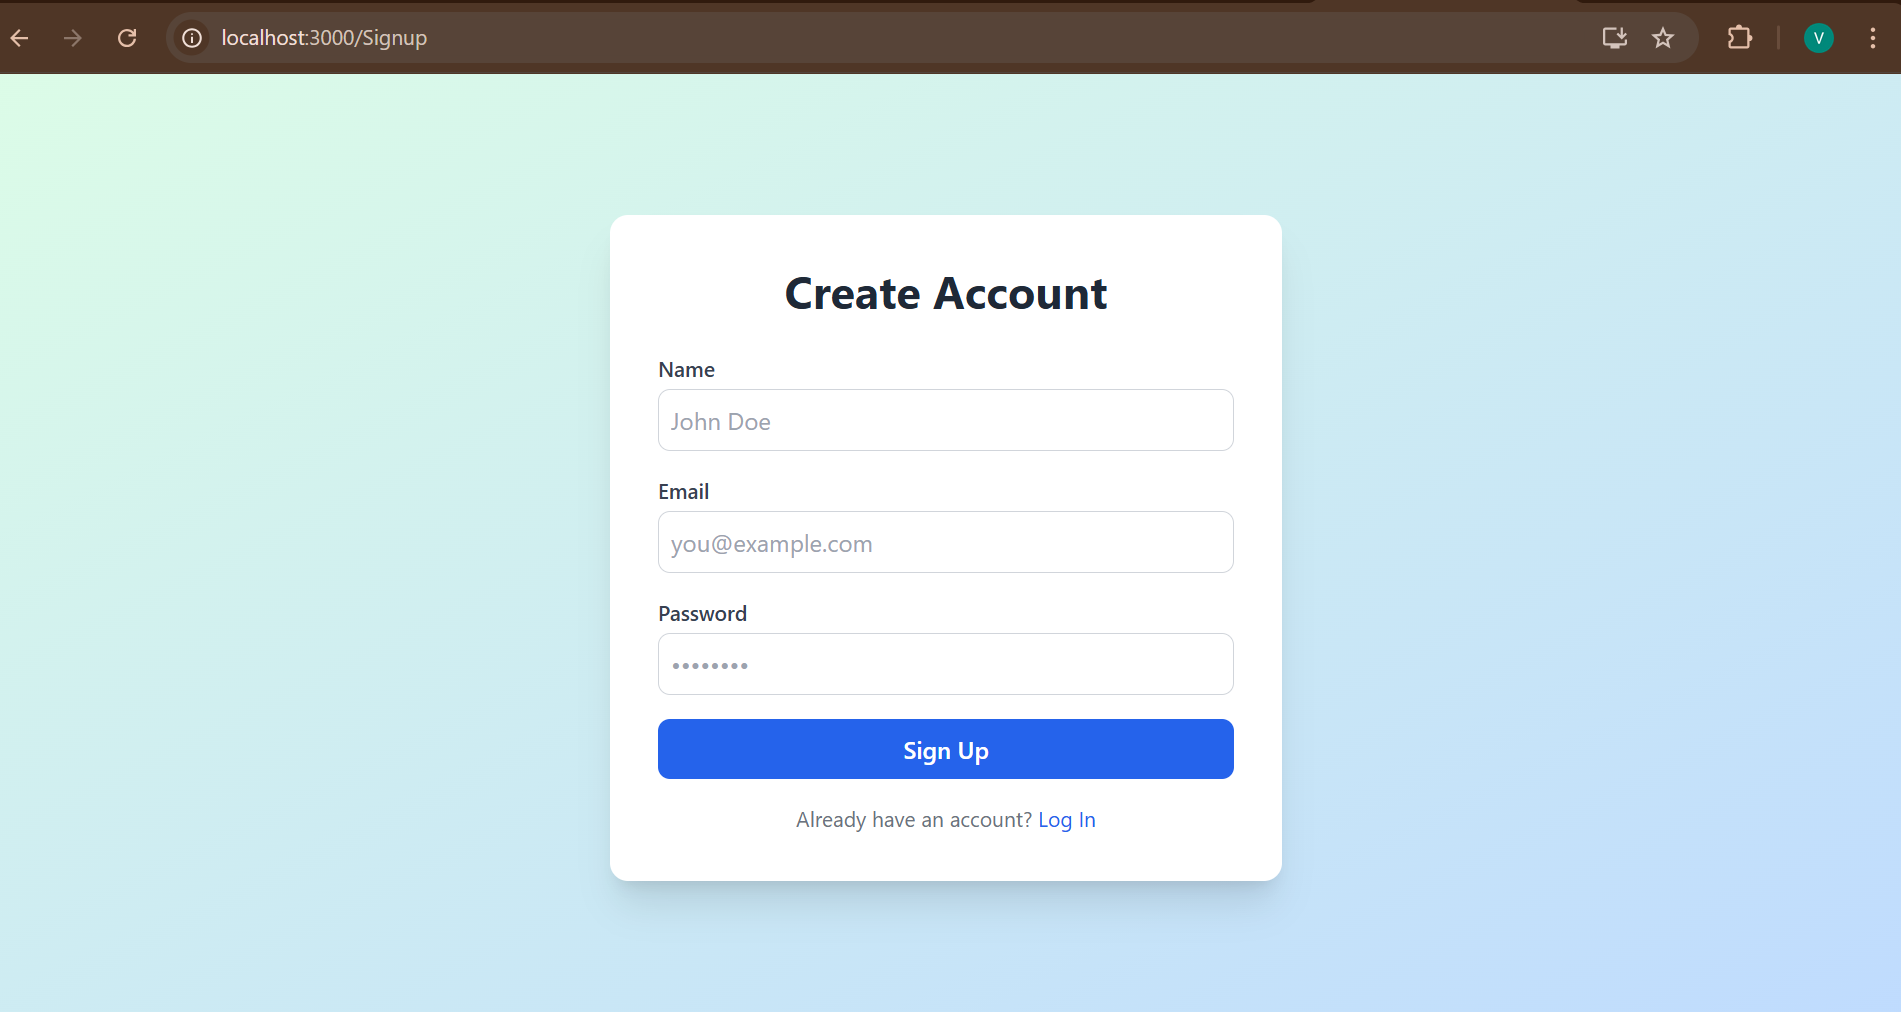 localhost:3000/Signup
V
Create Account
Name
John Doe
Email
you@example.com
Password
••••••••
Sign Up
Already have an account? Log In